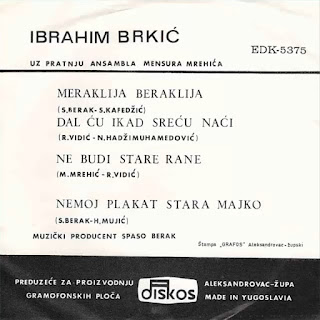 IBRAHIM BRKIĆ
EDK-5375
UZ PRATNJU ANSAMBLA MENSURA MREHIĆA
MERAKLIJA BERAKLIJA
(S,BERAK-S,KAFEDŽIĆ)
DAL ĆU IKAD SREĆU NAĆI
(R.VIDIĆ-N,HADŽIMUHAMEDOVIĆ)
NE BUDI STARE RANE
(M.MREHIĆ-R,VIDIĆ)
NEMOJ PLAKAT STARA MAJKO
(S.BERAK-H,MUJIĆ)
MUZIČKI PRODUCENT SPASO BERAK
Štampa „GRAFOS" Aleksandrovac-župski
PREDUZEĆE ZA PROIZVODNJU
GRAMOFONSKIH PLOČA
diskos
ALEKSANDROVAC-ŽUPA
MADE IN YUGOSLAVIA